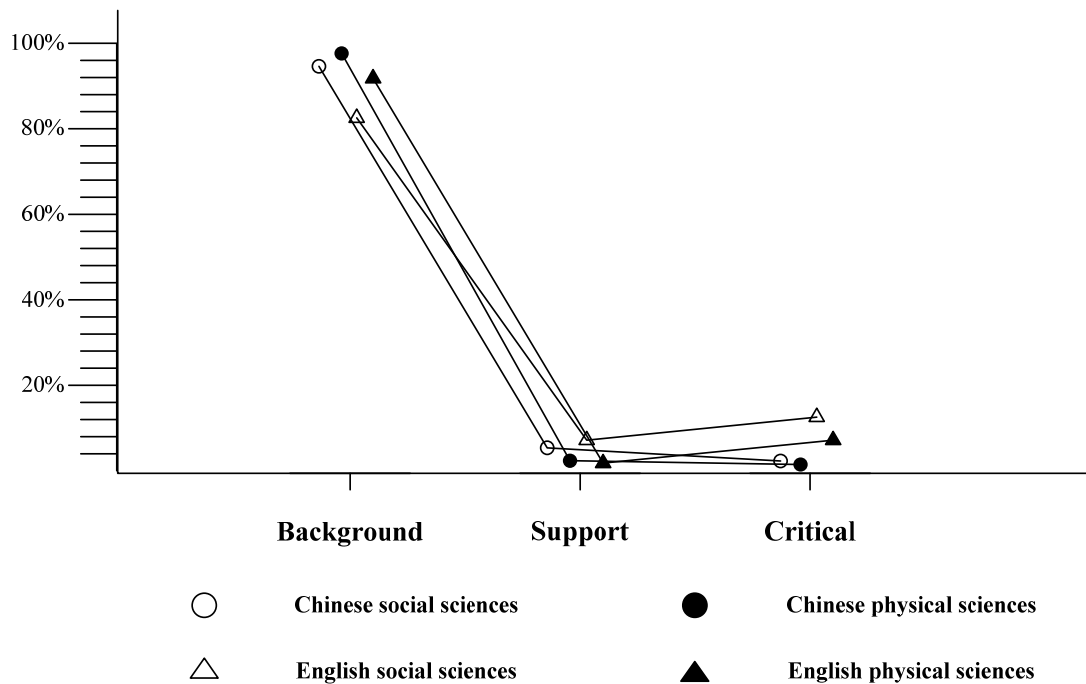 100%
80%
60%
40%
20%
Background Support Critical
Chinese social sciences Chinese physical sciences
English social sciences English physical sciences